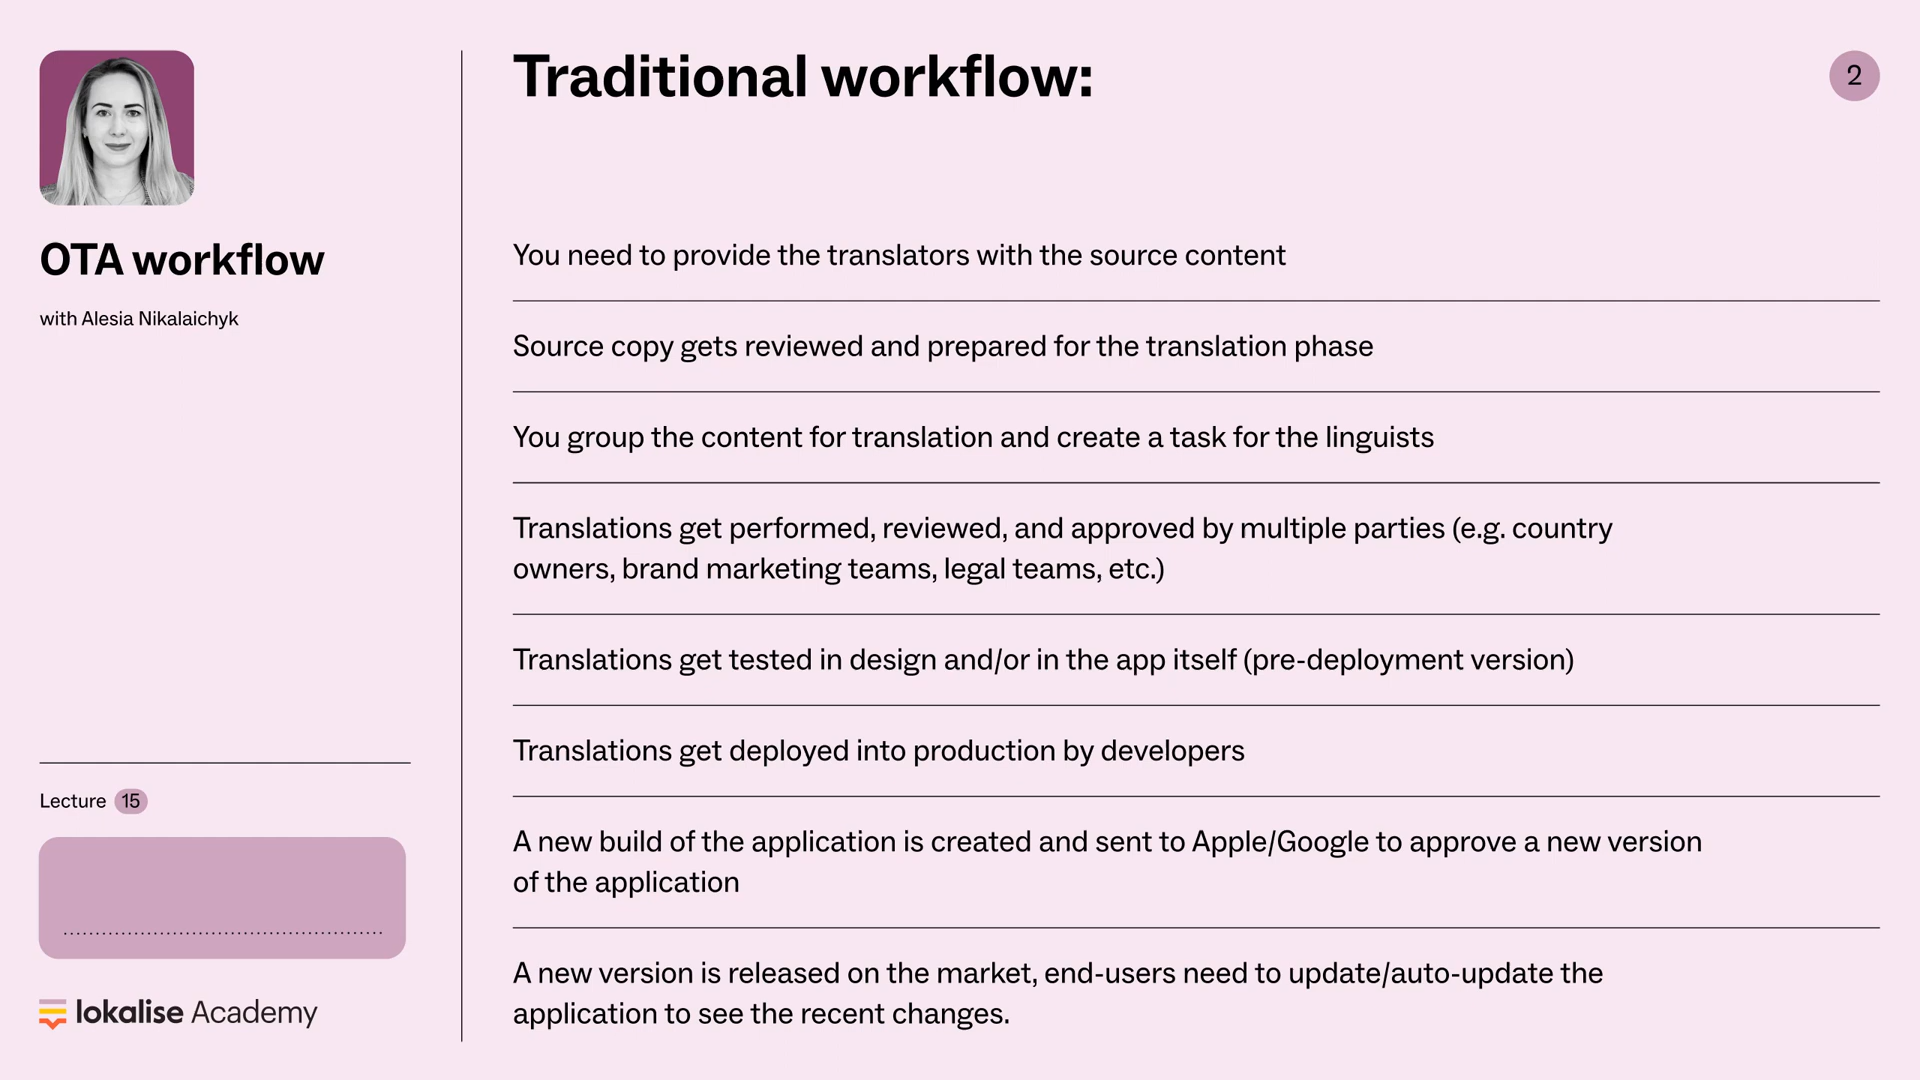 Traditional workflow:
2
OTA workflow
with Alesia Nikalaichyk
You need to provide the translators with the source content
Source copy gets reviewed and prepared for the translation phase
You group the content for translation and create a task for the linguists
Translations get performed, reviewed, and approved by multiple parties (e.g. country
owners, brand marketing teams, legal teams, etc.)
Translations get tested in design and/or in the app itself (pre-deployment version)
Translations get deployed into production by developers
A new build of the application is created and sent to Apple/Google to approve a new version
of the application
A new version is released on the market, end-users need to update/auto-update the
application to see the recent changes.
Lecture 15
lokalise Academy